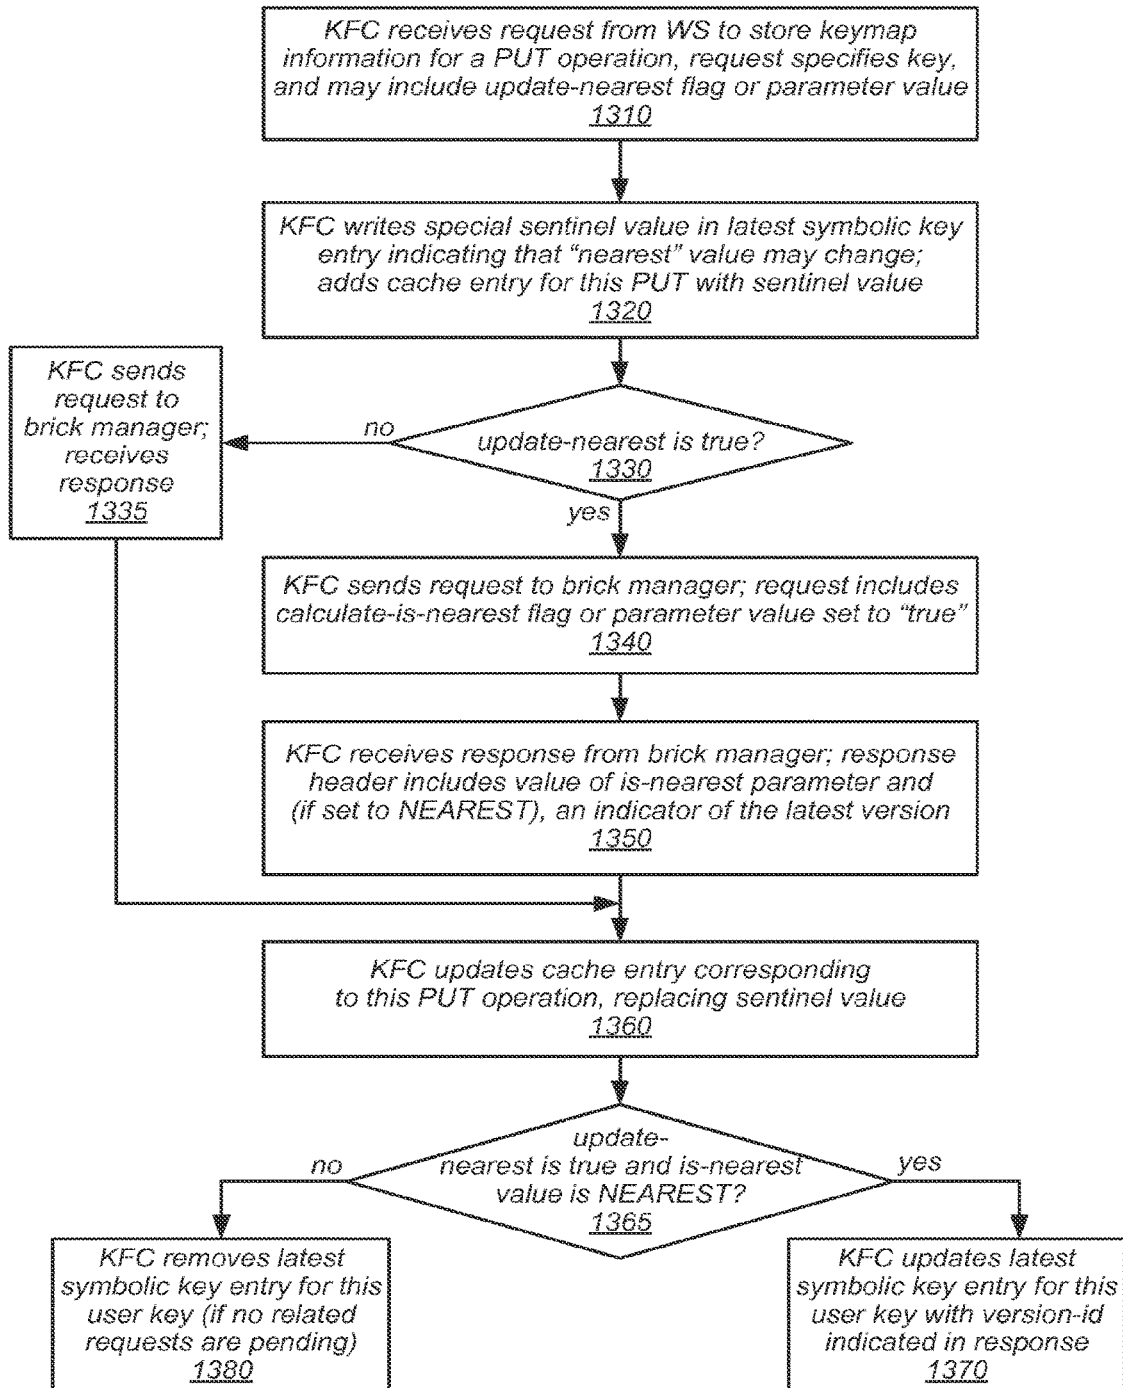 KFC receives request from WS to store keymap
information for a PUT operation, request specifies key,
and may include update-nearest flag or parameter value
1310
KFC writes special sentinel value in latest symbolic key
entry indicating that “nearest” value may change;
adds cache entry for this PUT with sentinel value
1320
KFC sends
request to
brick manager;
receives
response
1335
no
update-nearest is true?
1330
yes
KFC sends request to brick manager; request includes
calculate-is-nearest flag or parameter value set to “true”
1340
KFC receives response from brick manager; response
header includes value of is-nearest parameter and
(if set to NEAREST), an indicator of the latest version
1350
KFC updates cache entry corresponding
to this PUT operation, replacing sentinel value
1360
update-
nearest is true and is-nearest
value is NEAREST?
1365
no
yes
KFC removes latest
symbolic key entry for this
user key (if no related
requests are pending)
1380
KFC updates latest
symbolic key entry for this
user key with version-id
indicated in response
1370